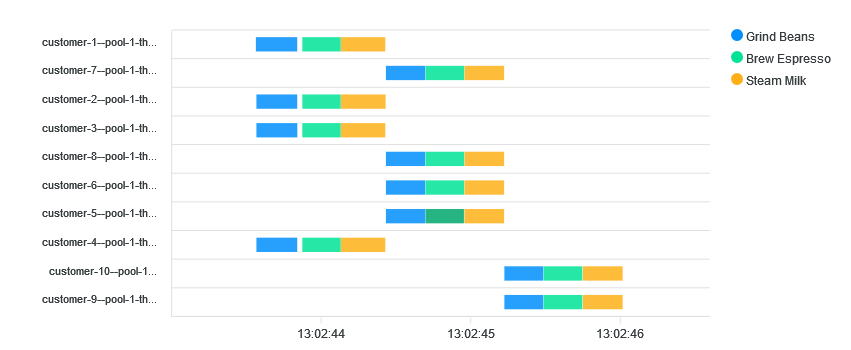 customer-1--pool-1-th...
customer-7--pool-1-th...
customer-2--pool-1-th...
customer-3--pool-1-th...
customer-8--pool-1-th...
customer-6--pool-1-th...
customer-5--pool-1-th...
customer-4--pool-1-th...
customer-10--pool-1...
customer-9--pool-1-th...
13:02:44
13:02:45
13:02:46
Grind Beans
Brew Espresso
Steam Milk